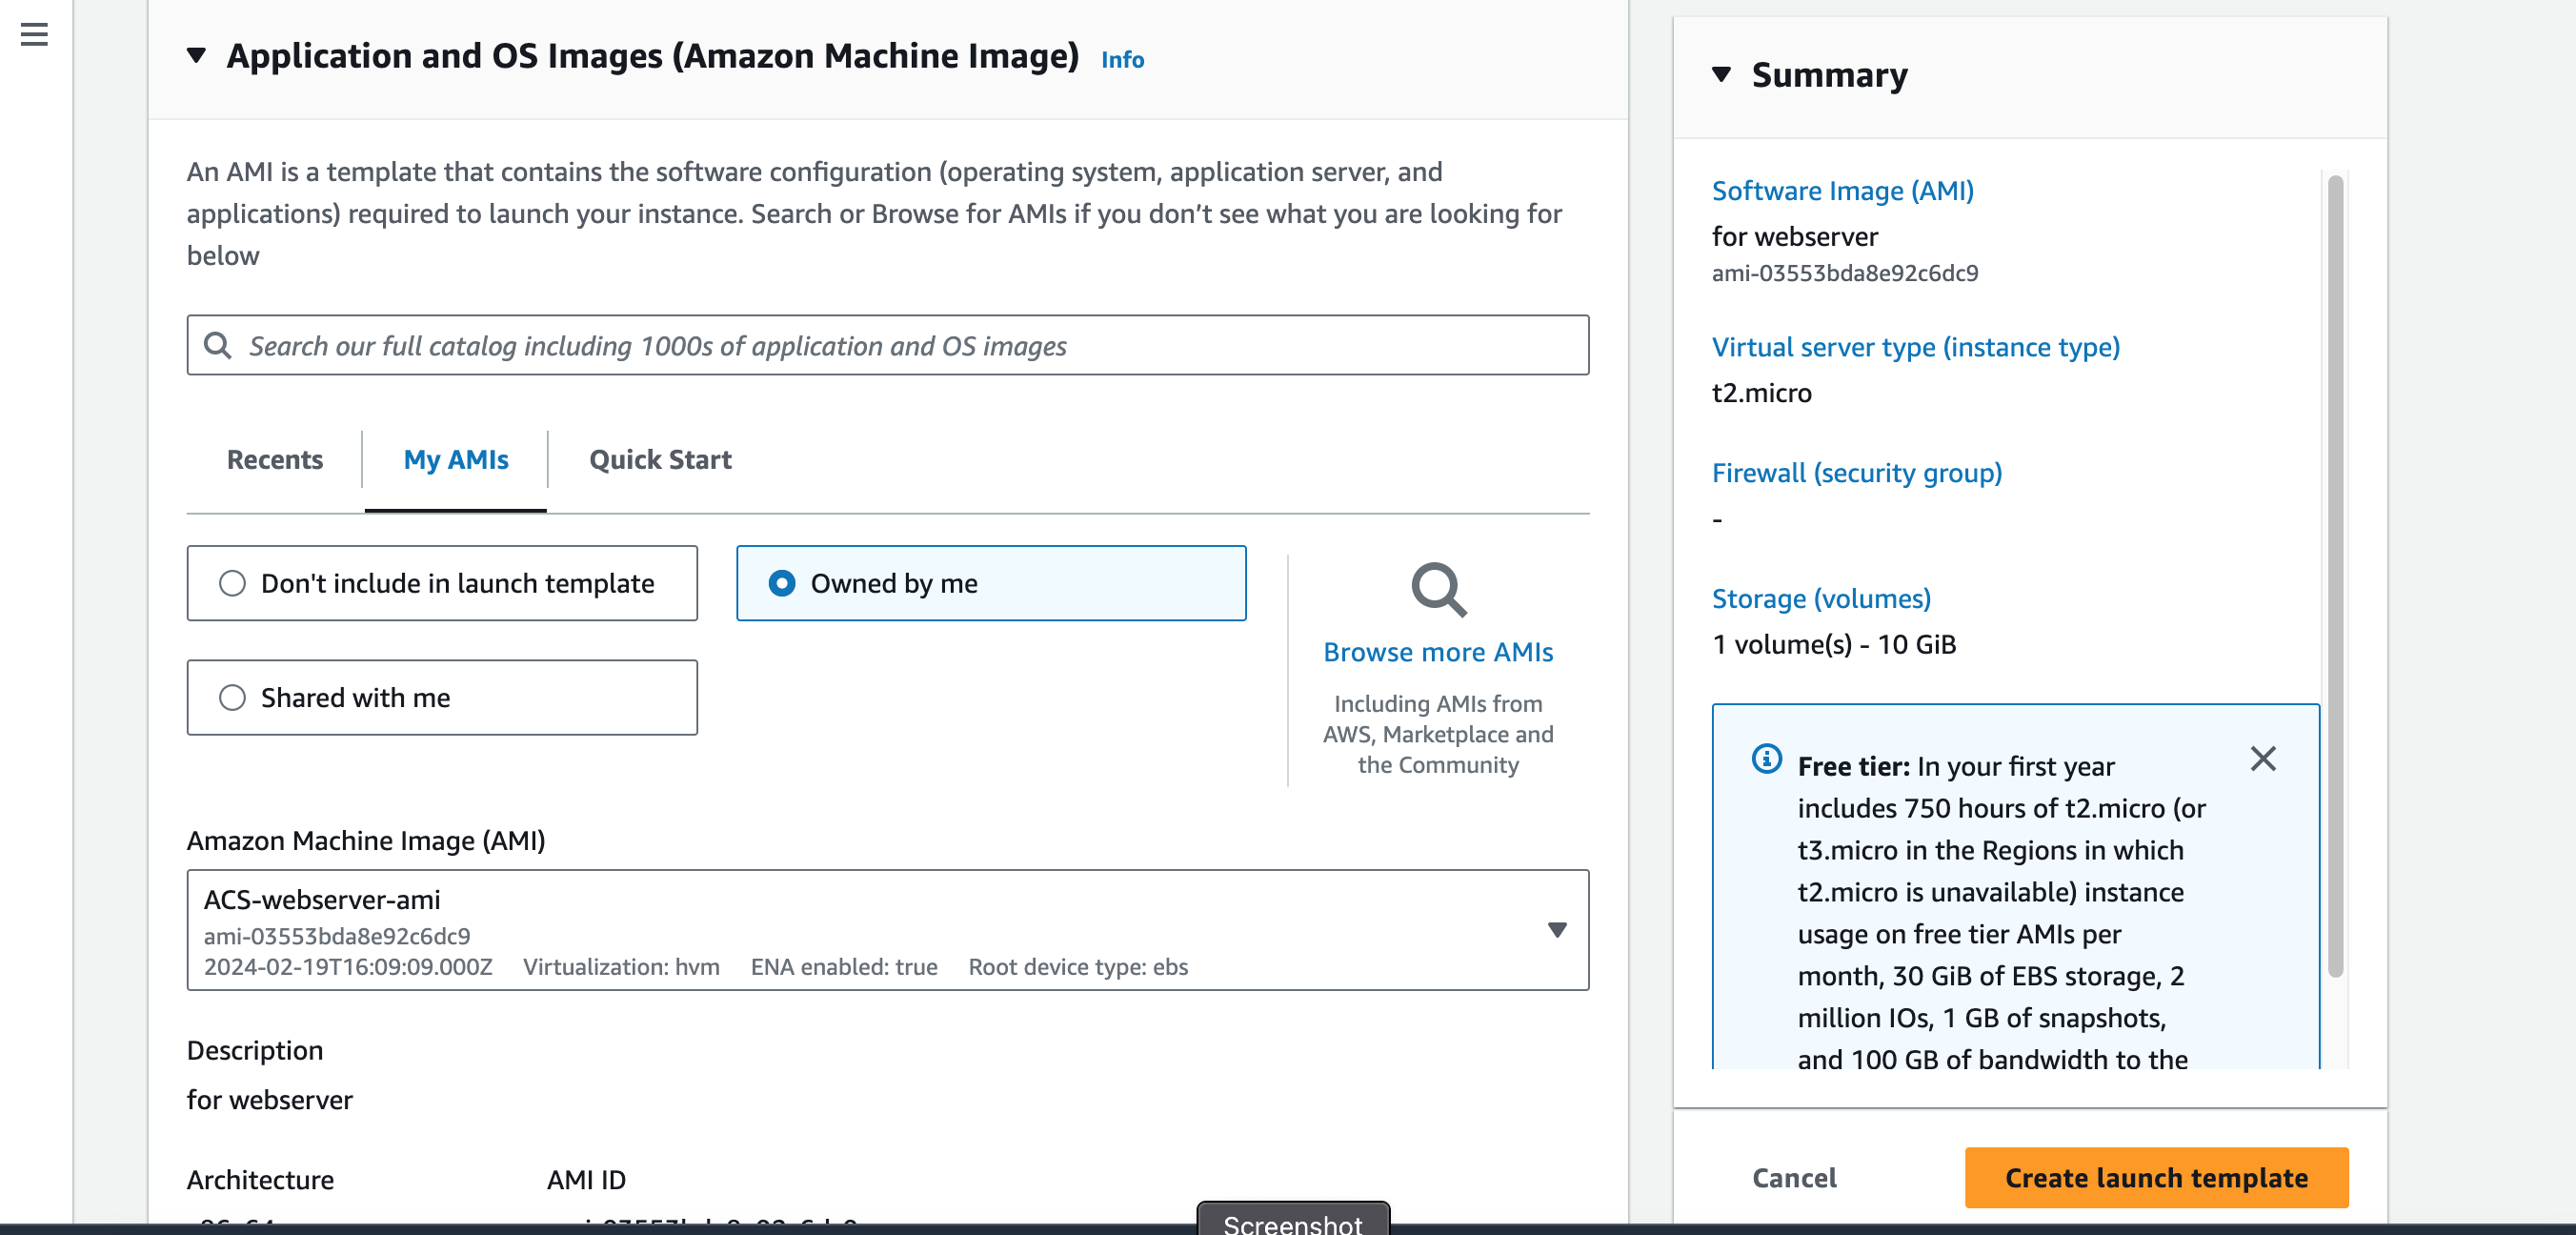 Application and OS Images (Amazon Machine Image) Info
An AMI is a template that contains the software configuration (operating system, application server, and
applications) required to launch your instance. Search or Browse for AMIs if you don’t see what you are looking for
below
Search our full catalog including 1000s of application and OS images
Recents
My AMIs
Quick Start
Don't include in launch template
Owned by me
Shared with me
Browse more AMIs
Including AMIs from
AWS, Marketplace and
the Community
Amazon Machine Image (AMI)
ACS-webserver-ami
ami-03553bda8e92c6dc9
2024-02-19T16:09:09.000Z Virtualization: hvm ENA enabled: true Root device type: ebs
Description
for webserver
Architecture AMI ID
Screenshot
Summary
Software Image (AMI)
for webserver
ami-03553bda8e92c6dc9
Virtual server type (instance type)
t2.micro
Firewall (security group)
-
Storage (volumes)
1 volume(s) - 10 GiB
Free tier: In your first year
includes 750 hours of t2.micro (or
t3.micro in the Regions in which
t2.micro is unavailable) instance
usage on free tier AMIs per
month, 30 GiB of EBS storage, 2
million IOs, 1 GB of snapshots,
and 100 GB of bandwidth to the
Cancel
Create launch template